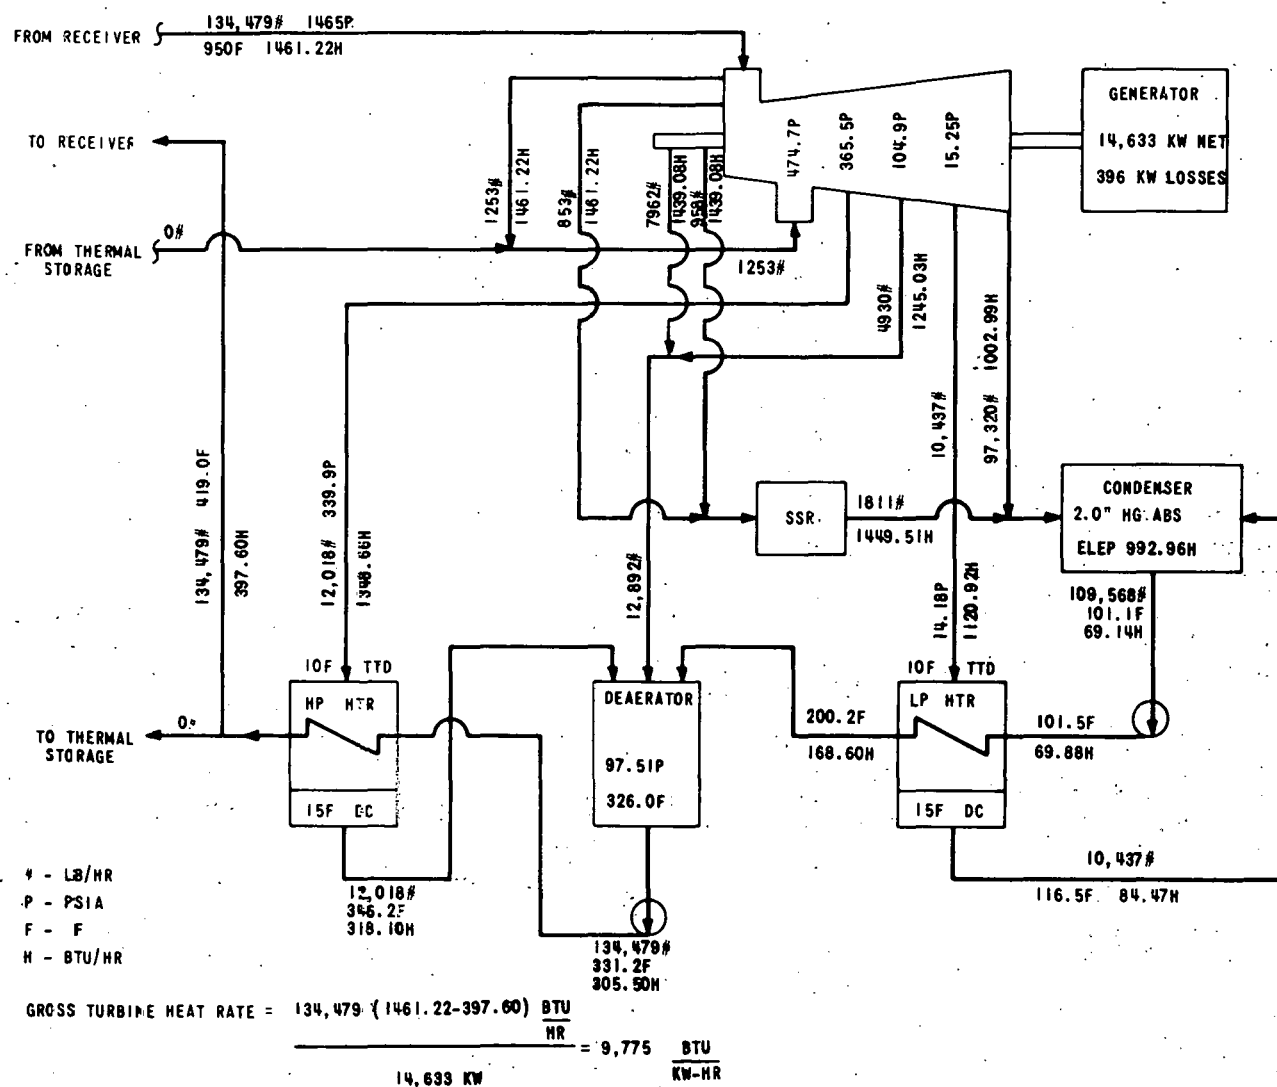 134,479# 1465P
FROM RECEIVER
950F 1461.22H
GENERATOR
14,633 KW NET
396 KW LOSSES
474.7P
365.5P
104.9P
15.25P
TO RECEIVER
1253#
1461.22H
853#
1461.22H
7962#
1439.08H
958#
1439.08H
0#
FROM THERMAL
STORAGE
1253#
4930#
1245.03H
10,437#
97,320# 1002.99H
134,479# 419.0F
397.60H
12,018# 339.9P
1348.66H
12,892#
SSR
1811#
1449.51H
14.18P
1120.92H
CONDENSER
2.0" HG.ABS
ELEP 992.96H
109,568#
101.1F
69.14H
10F TTD
HP HTR
15F DC
DEAERATOR
97.51P
326.0F
200.2F
168.60H
10F TTD
LP HTR
15F DC
101.5F
69.88H
TO THERMAL
STORAGE
12,018#
346.2F
318.10H
134,479#
331.2F
305.50H
10,437#
116.5F 84.47H
# - LB/HR
P - PSIA
F - F
H - BTU/HR
GROSS TURBINE HEAT RATE = 134,479 (1461.22-397.60) BTU
HR
= 9,775 BTU
KW-HR
14,633 KW